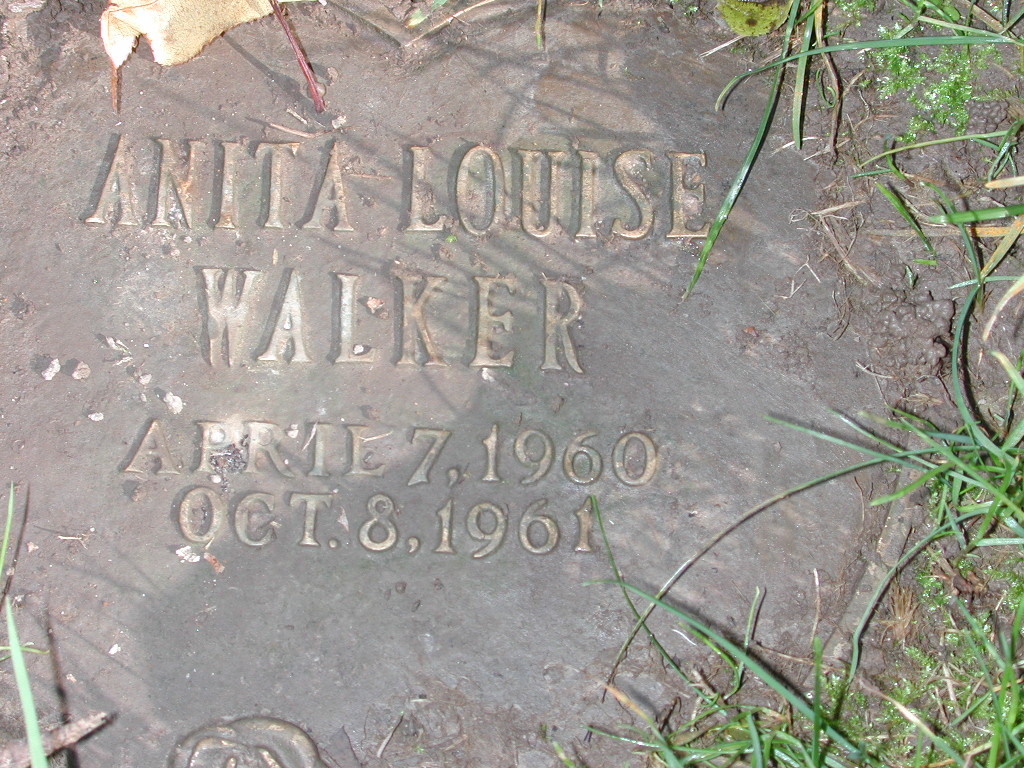 ANITA LOUISE
WALKER
APRIL 7, 1960
OCT. 8, 1961